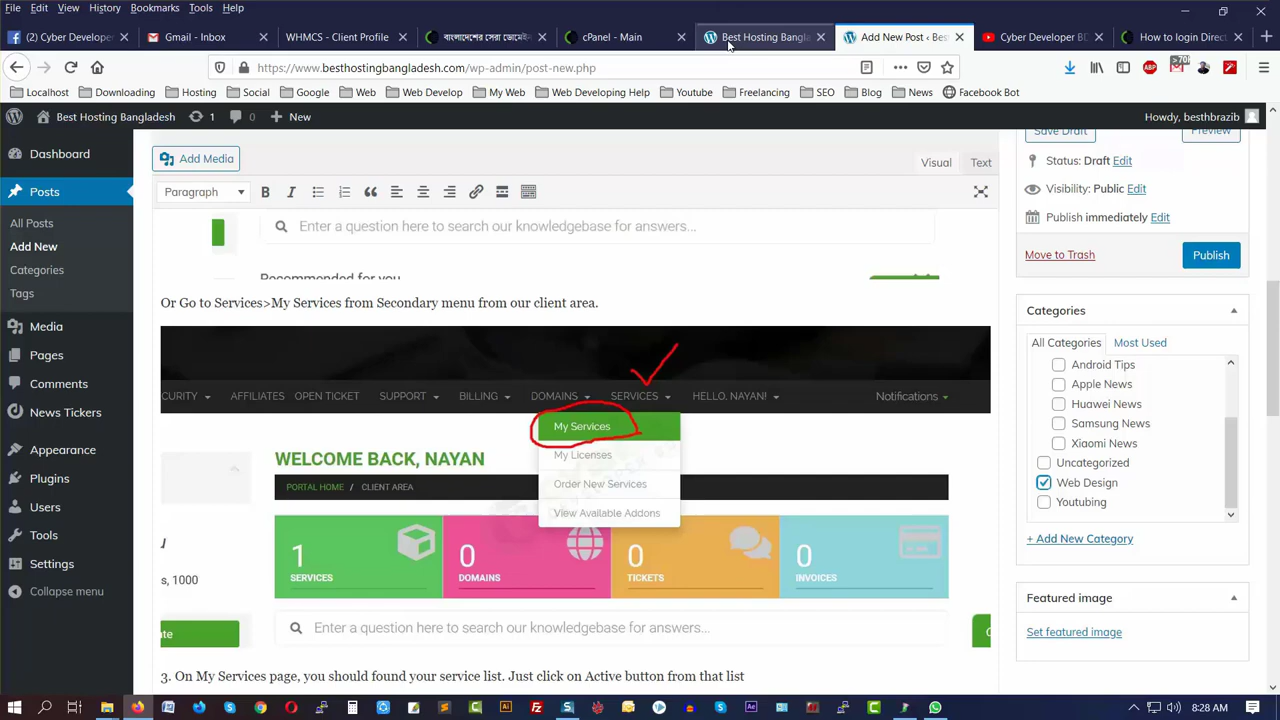 File Edit View History Bookmarks Tools Help
(2) Cyber Developer
Gmail - Inbox
WHMCS - Client Profile
বাংলাদেশের সেরা ডোমেইন
cPanel - Main
Best Hosting Bangla
Add New Post ‹ Bes
Cyber Developer BD
How to login Direct
https://www.besthostingbangladesh.com/wp-admin/post-new.php
Localhost Downloading Hosting Social Google Web Web Develop My Web Web Developing Help Youtube Freelancing SEO Blog News Facebook Bot
Best Hosting Bangladesh 1 0 + New
Howdy, besthbrazib
Dashboard
Posts
All Posts
Add New
Categories
Tags
Media
Pages
Comments
News Tickers
Appearance
Plugins
Users
Tools
Settings
Collapse menu
Add Media
Visual Text
Paragraph
Enter a question here to search our knowledgebase for answers...
Recommended for you
Or Go to Services>My Services from Secondary menu from our client area.
CURITY AFFILIATES OPEN TICKET SUPPORT BILLING DOMAINS SERVICES HELLO, NAYAN! Notifications
My Services
My Licenses
Order New Services
View Available Addons
WELCOME BACK, NAYAN
PORTAL HOME / CLIENT AREA
1
SERVICES
0
DOMAINS
0
TICKETS
0
INVOICES
s, 1000
Enter a question here to search our knowledgebase for answers...
3. On My Services page, you should found your service list. Just click on Active button from that list
Save Draft Preview
Status: Draft Edit
Visibility: Public Edit
Publish immediately Edit
Move to Trash Publish
Categories
All Categories Most Used
Android Tips
Apple News
Huawei News
Samsung News
Xiaomi News
Uncategorized
Web Design
Youtubing
+ Add New Category
Featured image
Set featured image
8:28 AM